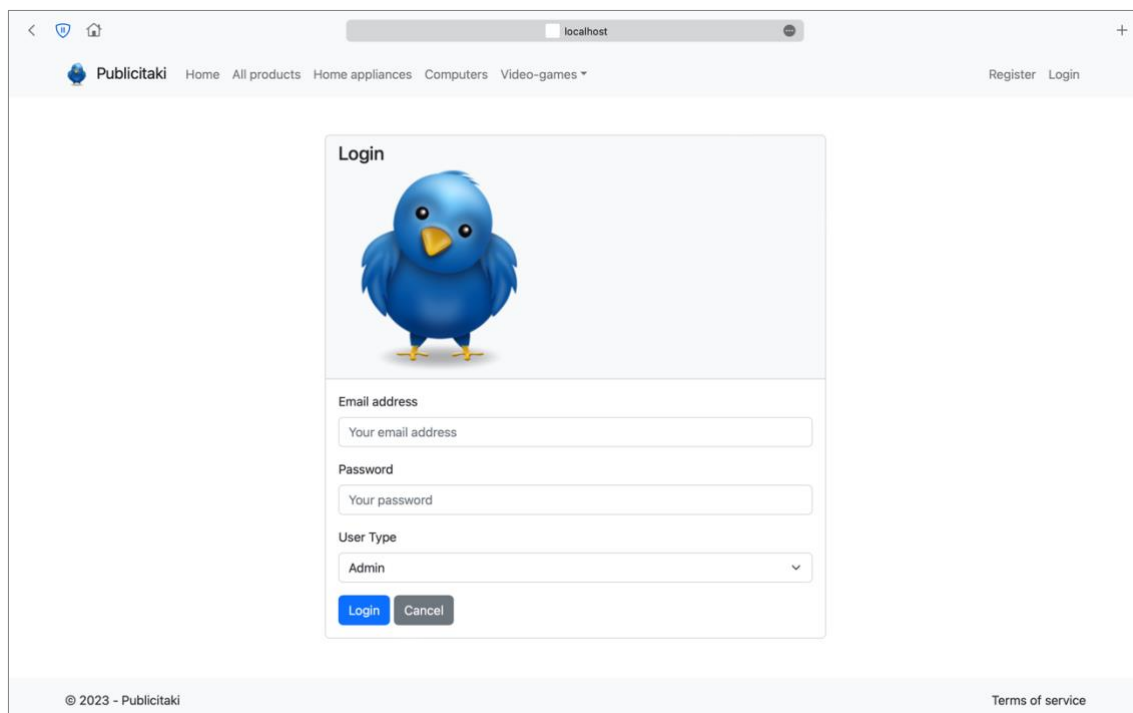 localhost
Publicitaki Home All products Home appliances Computers Video-games Register Login
Login
Email address
Your email address
Password
Your password
User Type
Admin
Login Cancel
© 2023 - Publicitaki Terms of service